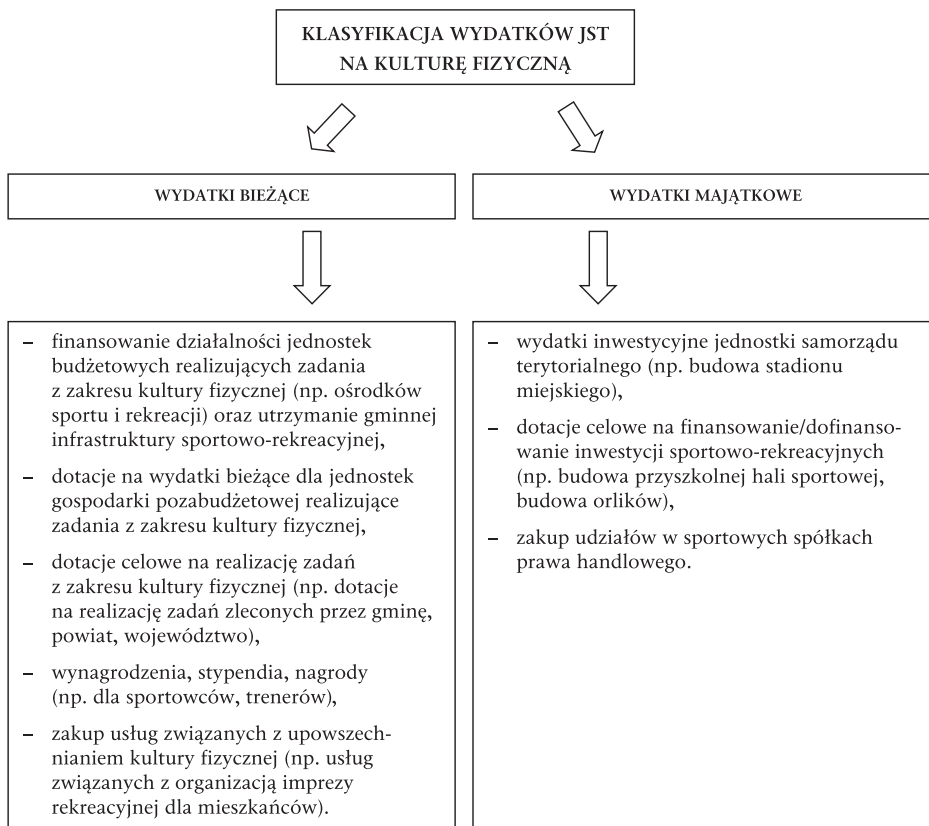 KLASYFIKACJA WYDATKÓW JST
NA KULTURĘ FIZYCZNĄ
WYDATKI BIEŻĄCE
WYDATKI MAJĄTKOWE
– finansowanie działalności jednostek
budżetowych realizujących zadania
z zakresu kultury fizycznej (np. ośrodków
sportu i rekreacji) oraz utrzymanie gminnej
infrastruktury sportowo-rekreacyjnej,
– dotacje na wydatki bieżące dla jednostek
gospodarki pozabudżetowej realizujące
zadania z zakresu kultury fizycznej,
– dotacje celowe na realizację zadań
z zakresu kultury fizycznej (np. dotacje
na realizację zadań zleconych przez gminę,
powiat, województwo),
– wynagrodzenia, stypendia, nagrody
(np. dla sportowców, trenerów),
– zakup usług związanych z upowszech-
nianiem kultury fizycznej (np. usług
związanych z organizacją imprezy
rekreacyjnej dla mieszkańców).
– wydatki inwestycyjne jednostki samorządu
terytorialnego (np. budowa stadionu
miejskiego),
– dotacje celowe na finansowanie/dofinanso-
wanie inwestycji sportowo-rekreacyjnych
(np. budowa przyszkolnej hali sportowej,
budowa orlików),
– zakup udziałów w sportowych spółkach
prawa handlowego.